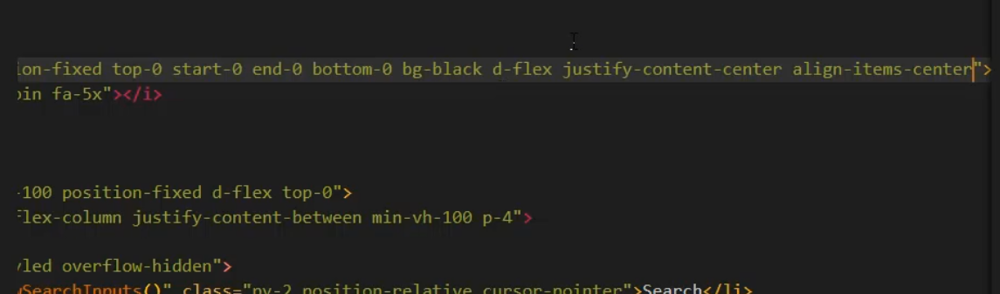 ion-fixed top-0 start-0 end-0 bottom-0 bg-black d-flex justify-content-center align-items-center">
pin fa-5x"></i>
-100 position-fixed d-flex top-0">
flex-column justify-content-between min-vh-100 p-4">
yled overflow-hidden">
wSearchInputs()" class="py-2 position-relative cursor-pointer">Search</li>